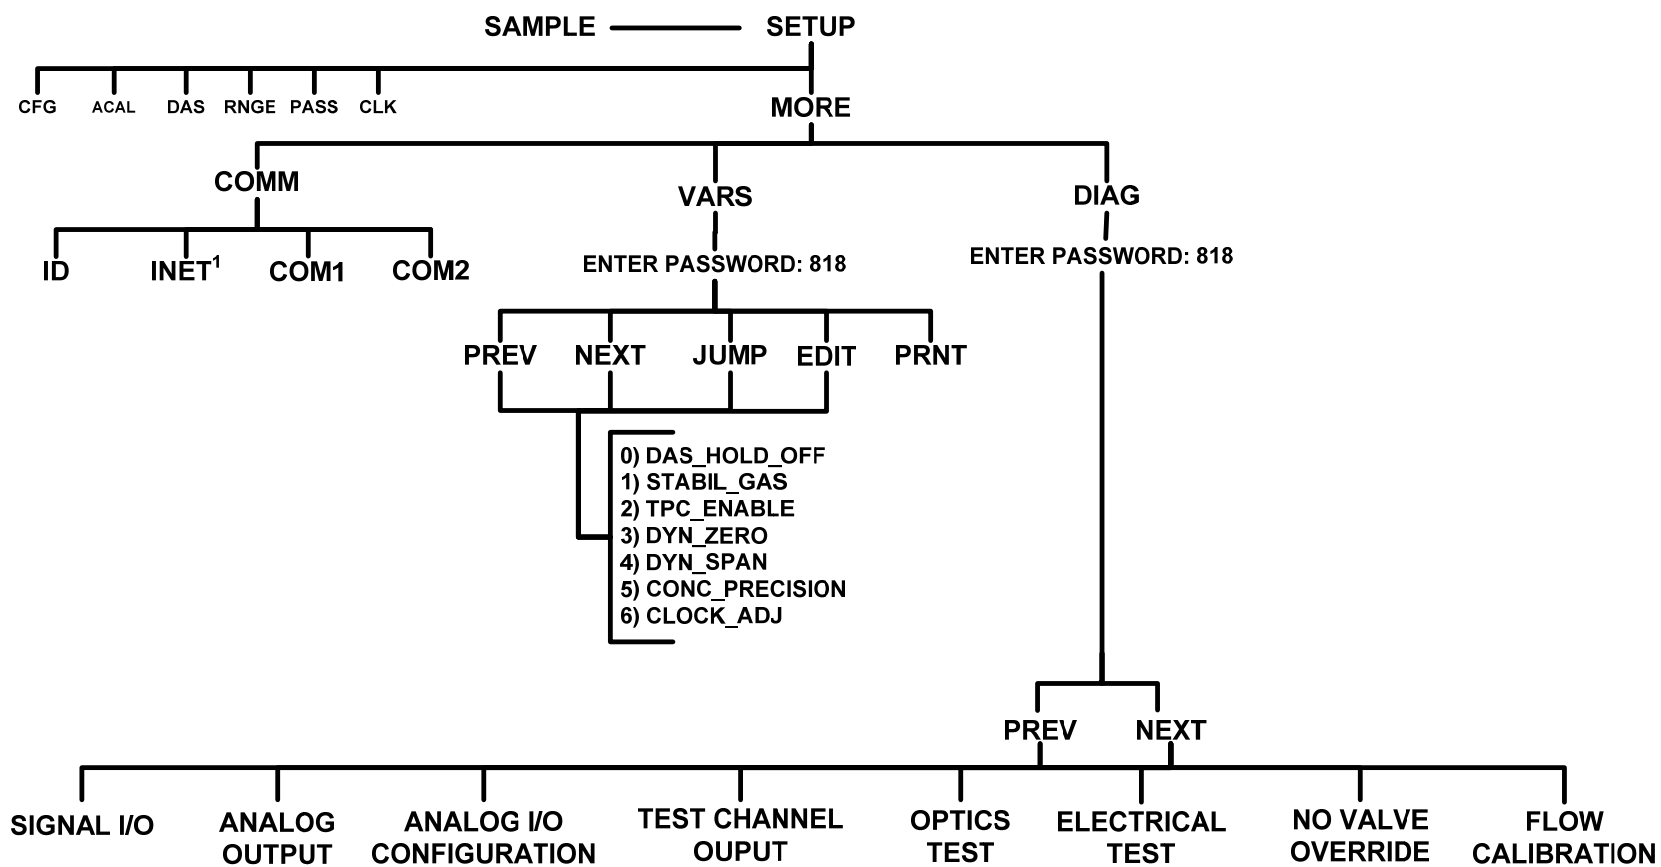 SAMPLE SETUP
CFG ACAL DAS RNGE PASS CLK
MORE
COMM
VARS
DIAG
ENTER PASSWORD: 818
ENTER PASSWORD: 818
ID INET¹ COM1 COM2
PREV NEXT JUMP EDIT PRNT
0) DAS_HOLD_OFF
1) STABIL_GAS
2) TPC_ENABLE
3) DYN_ZERO
4) DYN_SPAN
5) CONC_PRECISION
6) CLOCK_ADJ
PREV NEXT
SIGNAL I/O
ANALOG
OUTPUT
ANALOG I/O
CONFIGURATION
TEST CHANNEL
OUPUT
OPTICS
TEST
ELECTRICAL
TEST
NO VALVE
OVERRIDE
FLOW
CALIBRATION